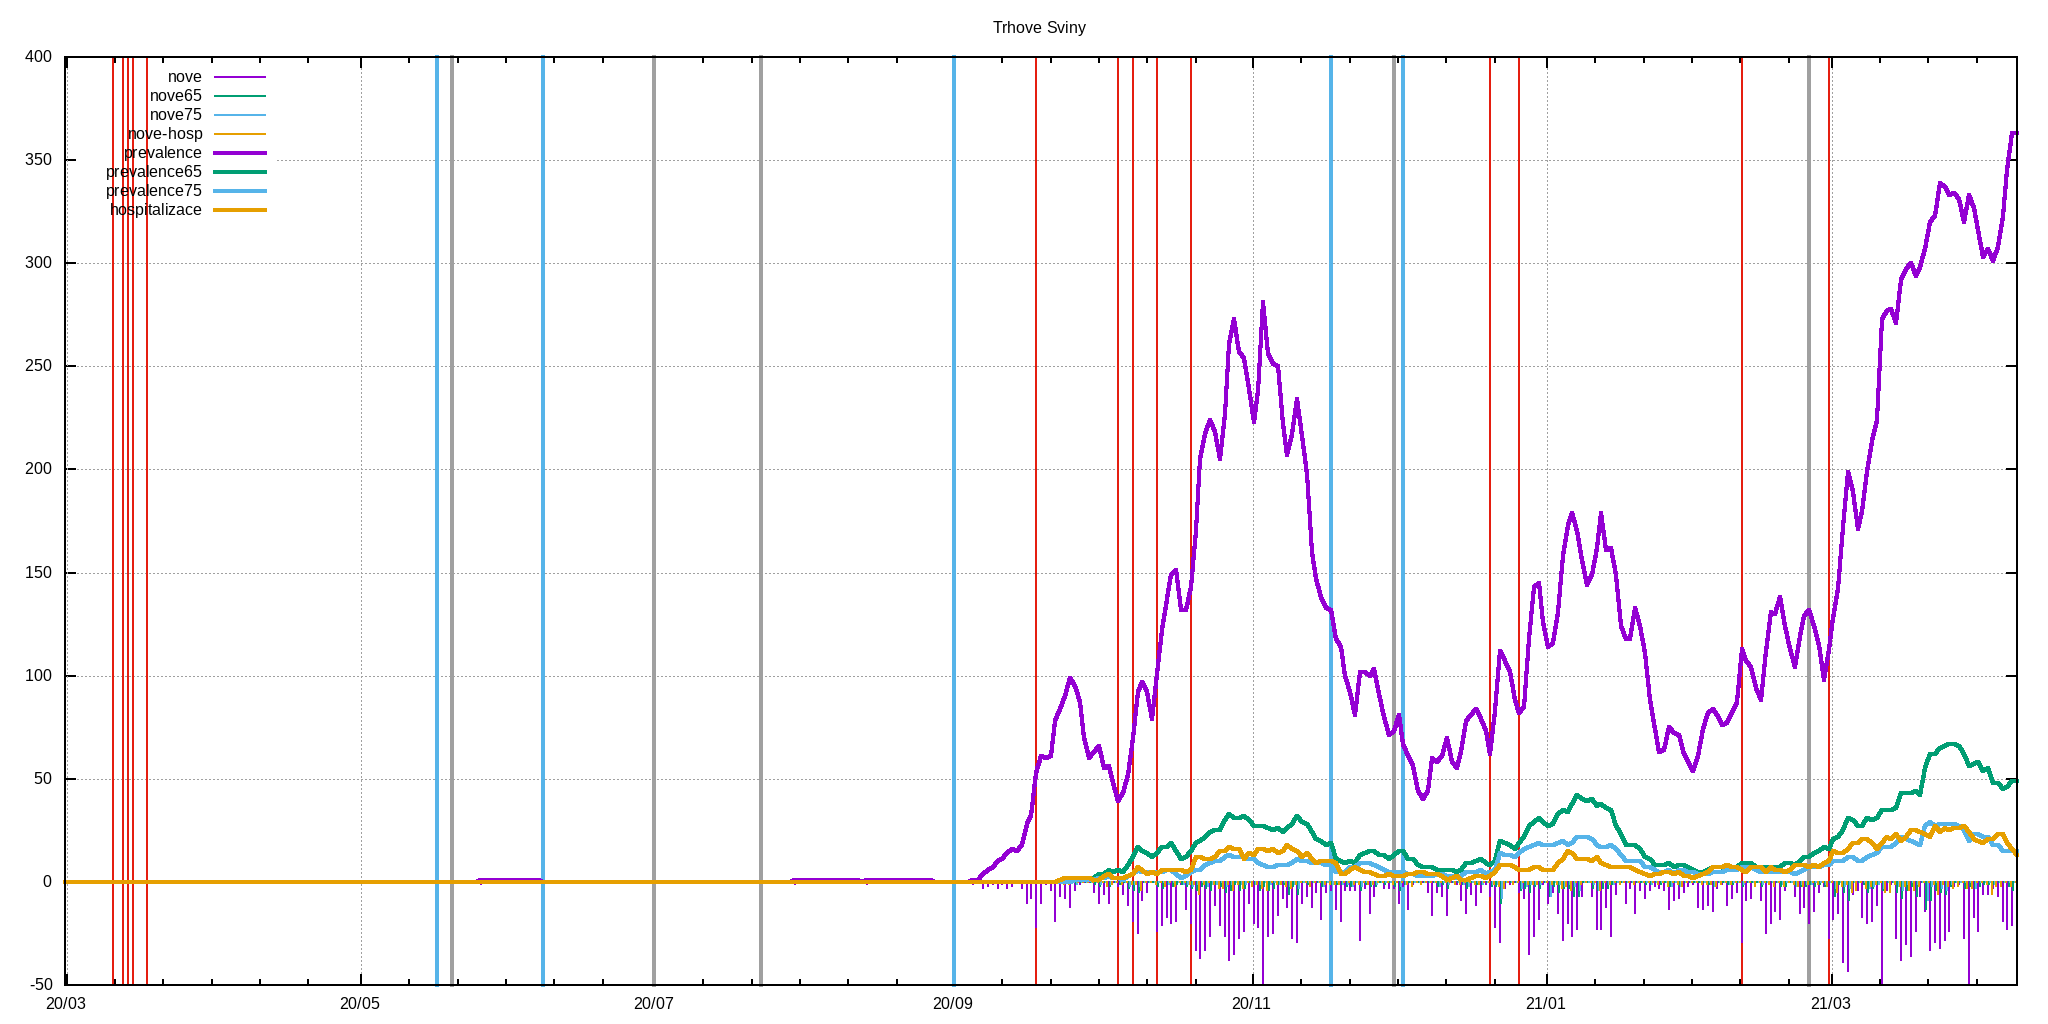 Trhove Sviny
400
350
300
250
200
150
100
50
0
-50
nove
nove65
nove75
nove-hosp
prevalence
prevalence65
prevalence75
hospitalizace
20/03 20/05 20/07 20/09 20/11 21/01 21/03